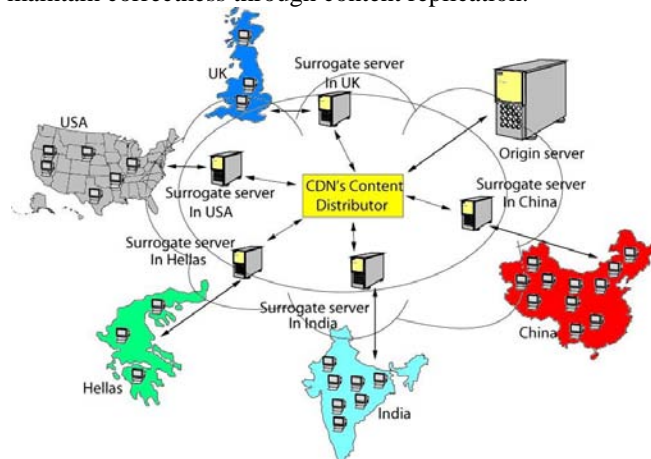 maintain correctness through content replication.
UK
Surrogate server
In UK
USA
Origin server
Surrogate server
In USA
CDN's Content
Distributor
Surrogate server
In China
Surrogate server
In Hellas
Surrogate server
In India
China
Hellas
India